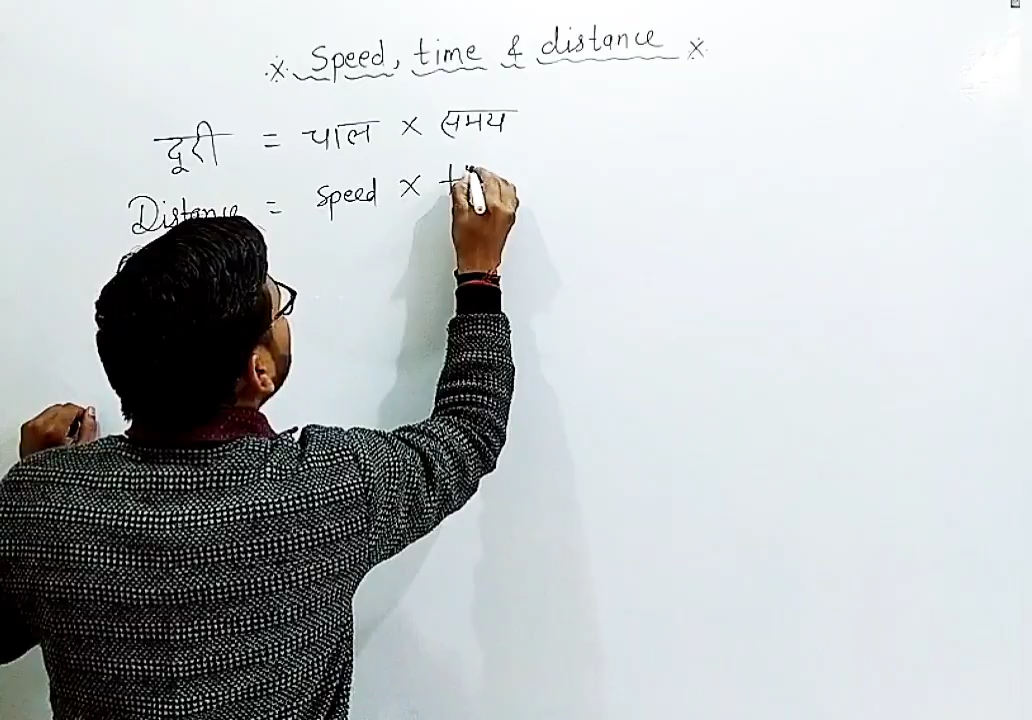 * Speed, time & distance *
दूरी = चाल × समय
Distance = Speed ×